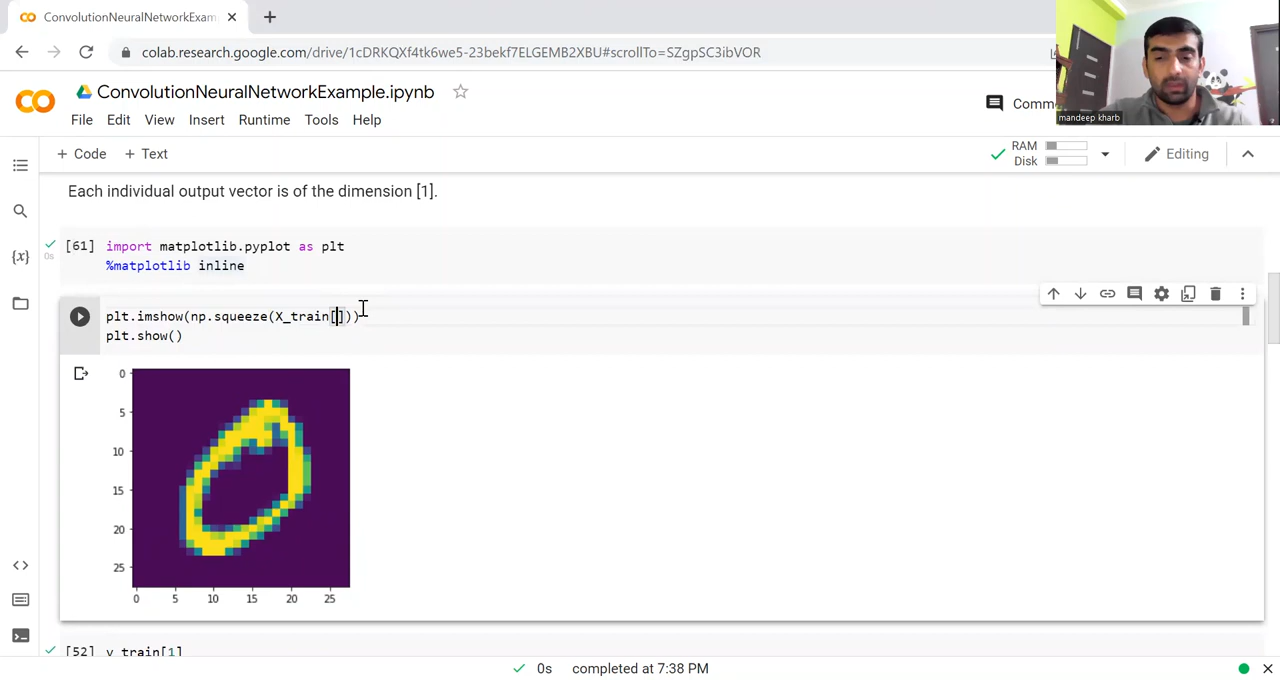 ConvolutionNeuralNetworkExam
colab.research.google.com/drive/1cDRKQXf4tk6we5-23bekf7ELGEMB2XBU#scrollTo=SZgpSC3ibVOR
mandeep kharb
CO
ConvolutionNeuralNetworkExample.ipynb
Comm
File Edit View Insert Runtime Tools Help
+ Code + Text
RAM
Disk
Editing
Each individual output vector is of the dimension [1].
[61] import matplotlib.pyplot as plt
0s
%matplotlib inline
{x}
plt.imshow(np.squeeze(X_train[]))
plt.show()
0
5
10
15
20
25
0 5 10 15 20 25
[52] y_train[1]
0s completed at 7:38 PM